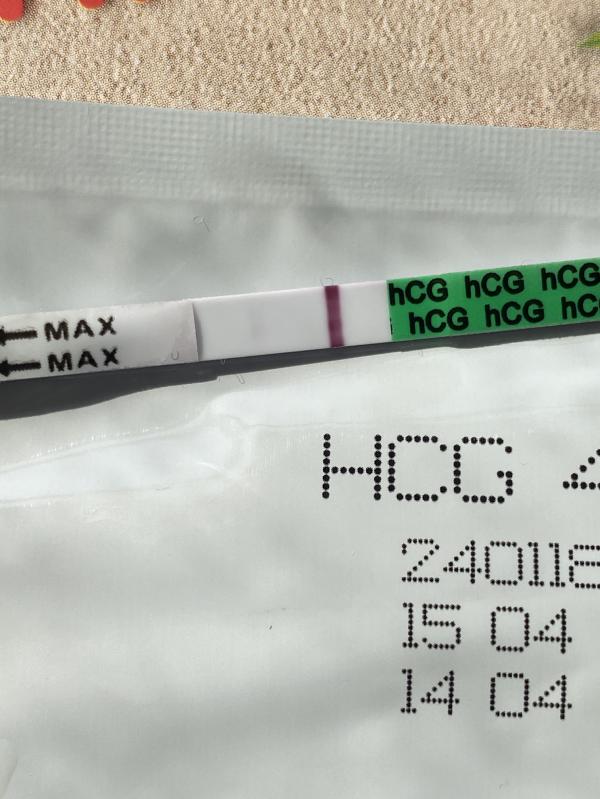 MAX
MAX
hCG hCG hCG
hCG hCG
HCG
15 04
14 04